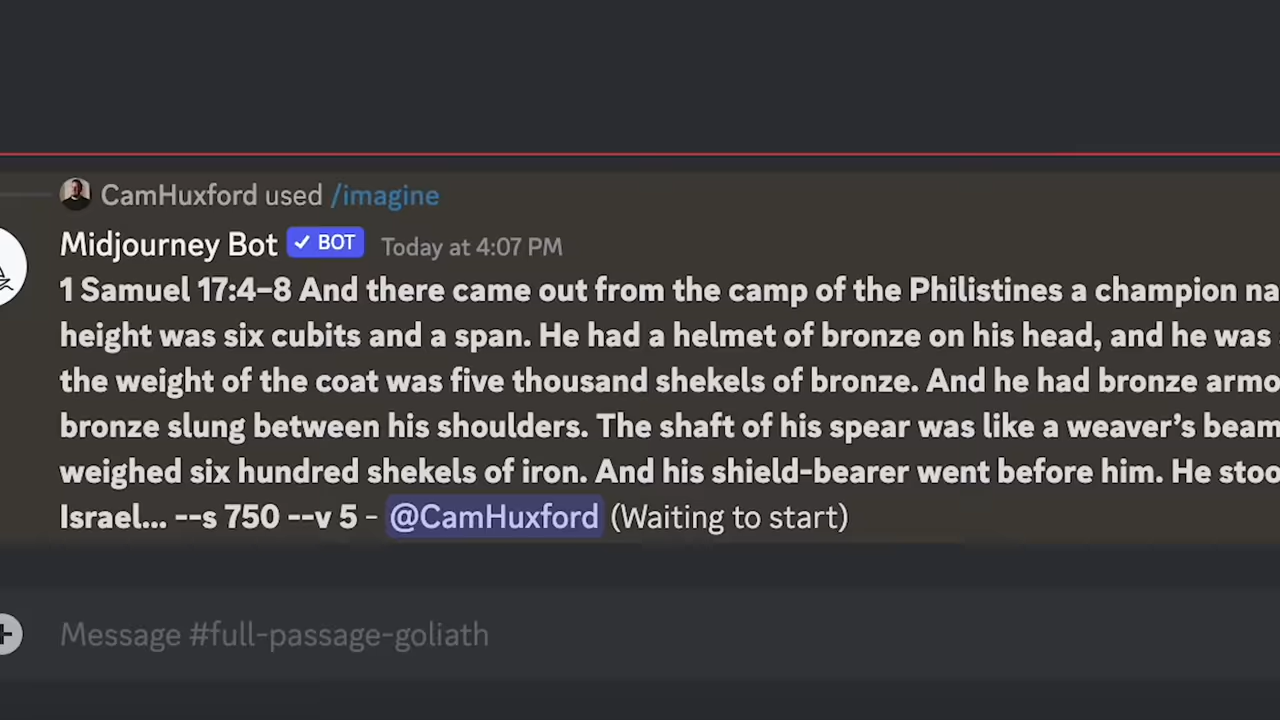 CamHuxford used /imagine
Midjourney Bot ✓ BOT Today at 4:07 PM
1 Samuel 17:4–8 And there came out from the camp of the Philistines a champion na
height was six cubits and a span. He had a helmet of bronze on his head, and he was
the weight of the coat was five thousand shekels of bronze. And he had bronze armo
bronze slung between his shoulders. The shaft of his spear was like a weaver’s beam
weighed six hundred shekels of iron. And his shield-bearer went before him. He stoo
Israel... --s 750 --v 5 - @CamHuxford (Waiting to start)
Message #full-passage-goliath